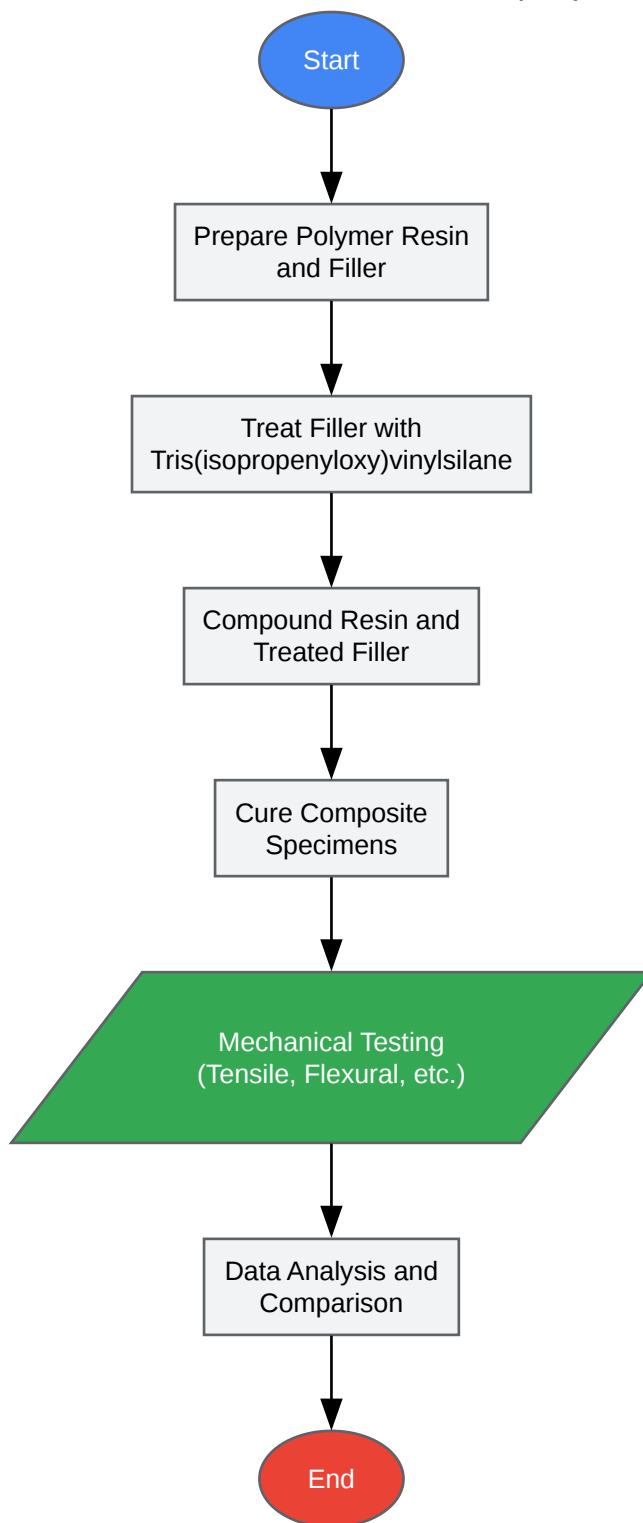 Start
Prepare Polymer Resin
and Filler
Treat Filler with
Tris(isopropenyloxy)vinylsilane
Compound Resin and
Treated Filler
Cure Composite
Specimens
Mechanical Testing
(Tensile, Flexural, etc.)
Data Analysis and
Comparison
End